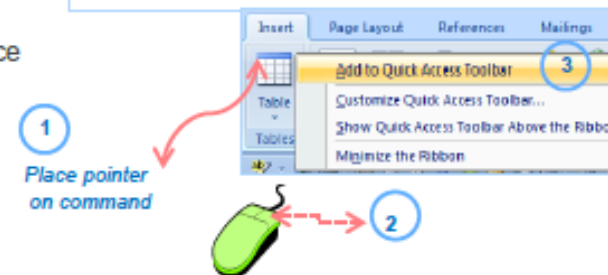 Insert Page Layout References Mailings
ce
Add to Quick Access Toolbar 3
Table
Customize Quick Access Toolbar...
1
Show Quick Access Toolbar Above the Ribbo
Tables
Minimize the Ribbon
Place pointer
on command
2